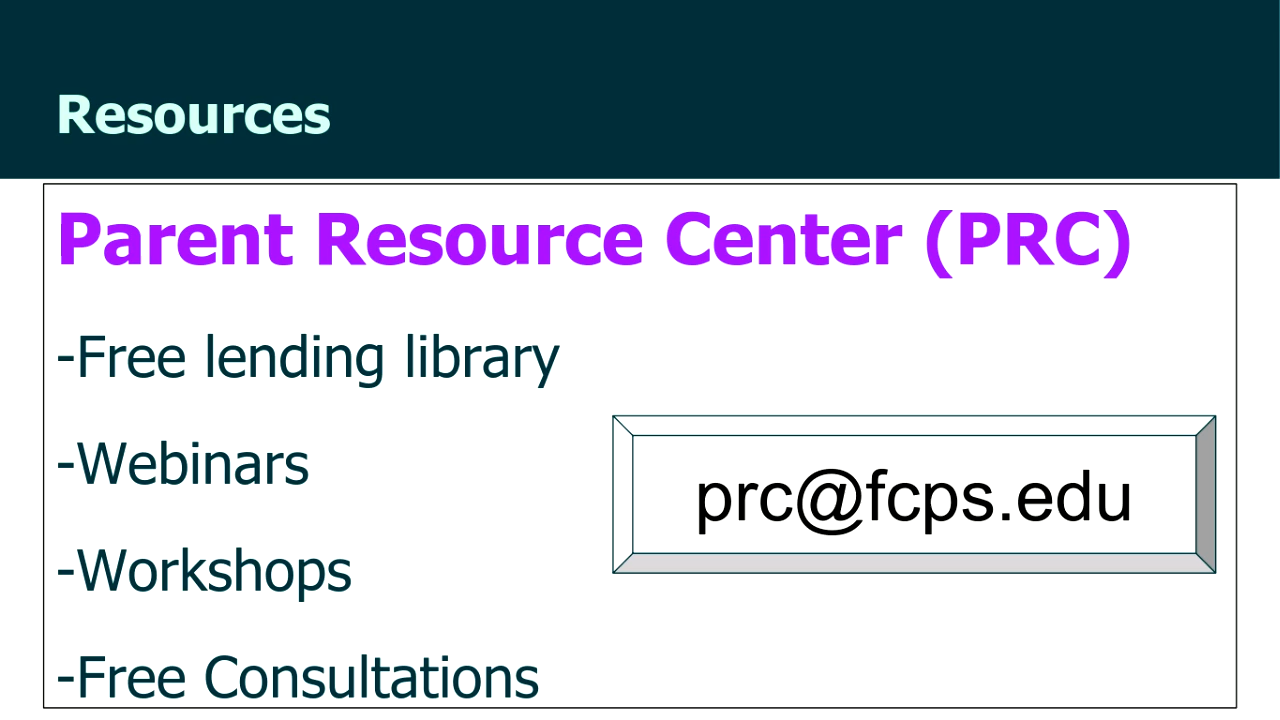 Resources
Parent Resource Center (PRC)
-Free lending library
-Webinars
prc@fcps.edu
-Workshops
-Free Consultations